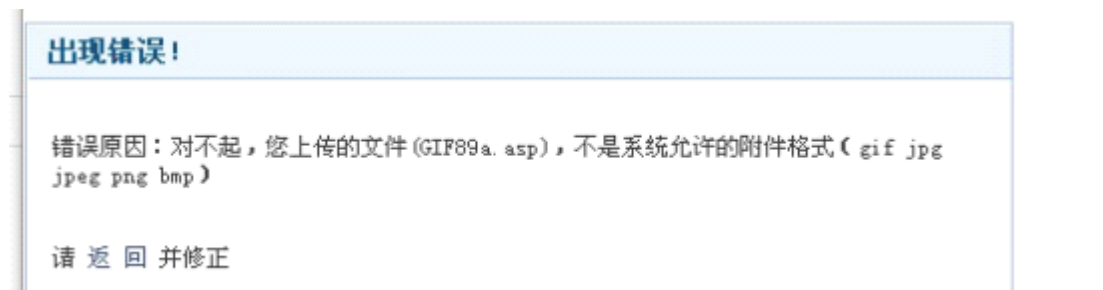 出现错误!
错误原因：对不起，您上传的文件(GIF89a.asp)，不是系统允许的附件格式( gif jpg
jpeg png bmp)
请 返 回 并修正